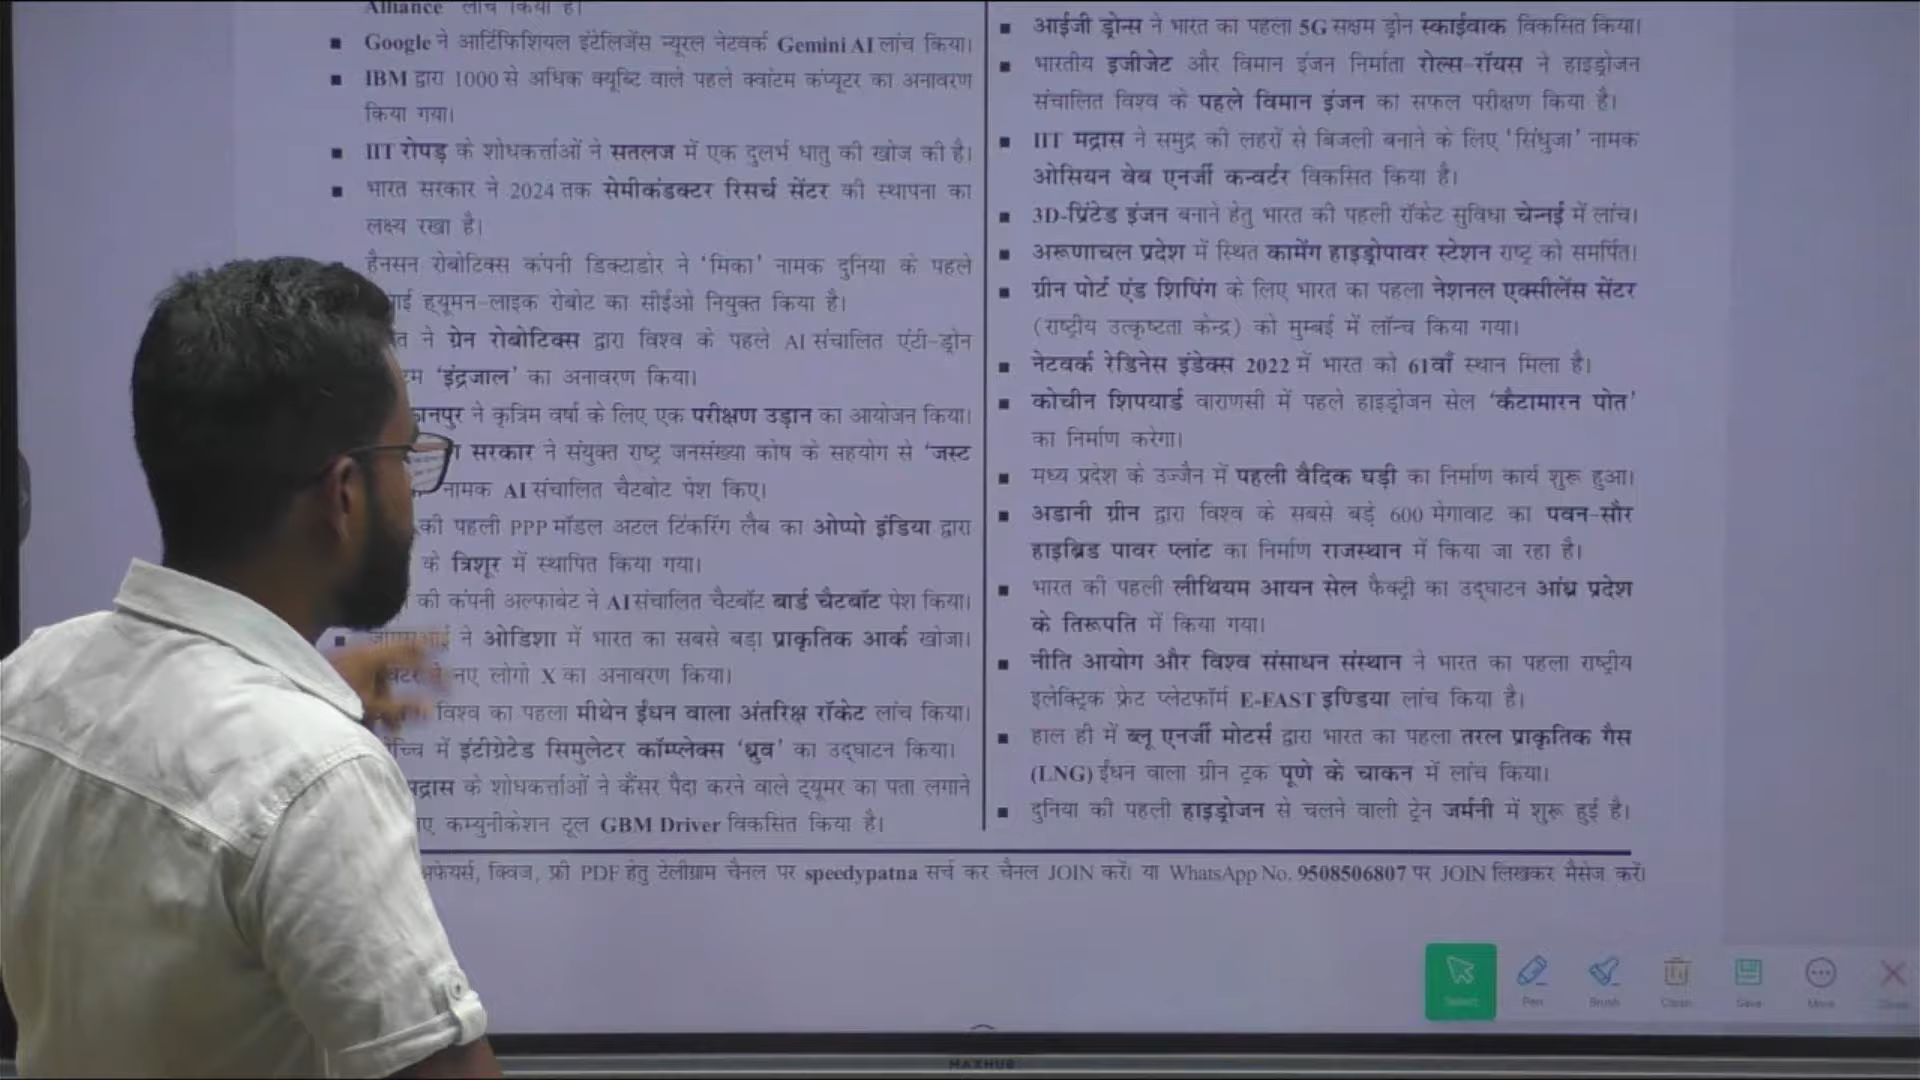 Alliance लांच किया है।
■ Google ने आर्टिफिशियल इंटेलिजेंस न्यूरल नेटवर्क Gemini AI लांच किया।
■ IBM द्वारा 1000 से अधिक क्यूब्टि वाले पहले क्वांटम कंप्यूटर का अनावरण
किया गया।
■ IIT रोपड़ के शोधकर्त्ताओं ने सतलज में एक दुलर्भ धातु की खोज की है।
■ भारत सरकार ने 2024 तक सेमीकंडक्टर रिसर्च सेंटर की स्थापना का
लक्ष्य रखा है।
हैनसन रोबोटिक्स कंपनी डिक्टाडोर ने ‘मिका’ नामक दुनिया के पहले
ह्यूमन-लाइक रोबोट का सीईओ नियुक्त किया है।
ने ग्रेन रोबोटिक्स द्वारा विश्व के पहले AI संचालित एंटी-ड्रोन
‘इंद्रजाल’ का अनावरण किया।
ने कृत्रिम वर्षा के लिए एक परीक्षण उड़ान का आयोजन किया।
सरकार ने संयुक्त राष्ट्र जनसंख्या कोष के सहयोग से ‘जस्ट
नामक AI संचालित चैटबोट पेश किए।
की पहली PPP मॉडल अटल टिंकरिंग लैब का ओप्पो इंडिया द्वारा
के त्रिशूर में स्थापित किया गया।
की कंपनी अल्फाबेट ने AI संचालित चैटबॉट बार्ड चैटबॉट पेश किया।
■ ने ओडिशा में भारत का सबसे बड़ा प्राकृतिक आर्क खोजा।
नए लोगो X का अनावरण किया।
विश्व का पहला मीथेन ईंधन वाला अंतरिक्ष रॉकेट लांच किया।
में इंटीग्रेटेड सिमुलेटर कॉम्प्लेक्स ‘ध्रुव’ का उद्घाटन किया।
के शोधकर्त्ताओं ने कैंसर पैदा करने वाले ट्यूमर का पता लगाने
कम्युनीकेशन टूल GBM Driver विकसित किया है।
■ आईजी ड्रोन्स ने भारत का पहला 5G सक्षम ड्रोन स्काईवाक विकसित किया।
■ भारतीय इजीजेट और विमान इंजन निर्माता रोल्स-रॉयस ने हाइड्रोजन
संचालित विश्व के पहले विमान इंजन का सफल परीक्षण किया है।
■ IIT मद्रास ने समुद्र की लहरों से बिजली बनाने के लिए ‘सिंधुजा’ नामक
ओसियन वेब एनर्जी कन्वर्टर विकसित किया है।
■ 3D-प्रिंटेड इंजन बनाने हेतु भारत की पहली रॉकेट सुविधा चेन्नई में लांच।
■ अरूणाचल प्रदेश में स्थित कामेंग हाइड्रोपावर स्टेशन राष्ट्र को समर्पित।
■ ग्रीन पोर्ट एंड शिपिंग के लिए भारत का पहला नेशनल एक्सीलेंस सेंटर
(राष्ट्रीय उत्कृष्टता केन्द्र) को मुम्बई में लॉन्च किया गया।
■ नेटवर्क रेडिनेस इंडेक्स 2022 में भारत को 61वाँ स्थान मिला है।
■ कोचीन शिपयार्ड वाराणसी में पहले हाइड्रोजन सेल ‘कैटामारन पोत’
का निर्माण करेगा।
■ मध्य प्रदेश के उज्जैन में पहली वैदिक घड़ी का निर्माण कार्य शुरू हुआ।
■ अडानी ग्रीन द्वारा विश्व के सबसे बड़े 600 मेगावाट का पवन-सौर
हाइब्रिड पावर प्लांट का निर्माण राजस्थान में किया जा रहा है।
■ भारत की पहली लीथियम आयन सेल फैक्ट्री का उद्घाटन आंध्र प्रदेश
के तिरूपति में किया गया।
■ नीति आयोग और विश्व संसाधन संस्थान ने भारत का पहला राष्ट्रीय
इलेक्ट्रिक फ्रेट प्लेटफॉर्म E-FAST इण्डिया लांच किया है।
■ हाल ही में ब्लू एनर्जी मोटर्स द्वारा भारत का पहला तरल प्राकृतिक गैस
(LNG) ईंधन वाला ग्रीन ट्रक पूणे के चाकन में लांच किया।
■ दुनिया की पहली हाइड्रोजन से चलने वाली ट्रेन जर्मनी में शुरू हुई है।
अफेयर्स, क्विज, फ्री PDF हेतु टेलीग्राम चैनल पर speedypatna सर्च कर चैनल JOIN करें। या WhatsApp No. 9508506807 पर JOIN लिखकर मैसेज करें।
Select Pen Brush Clean Save More Close
MAXHUB